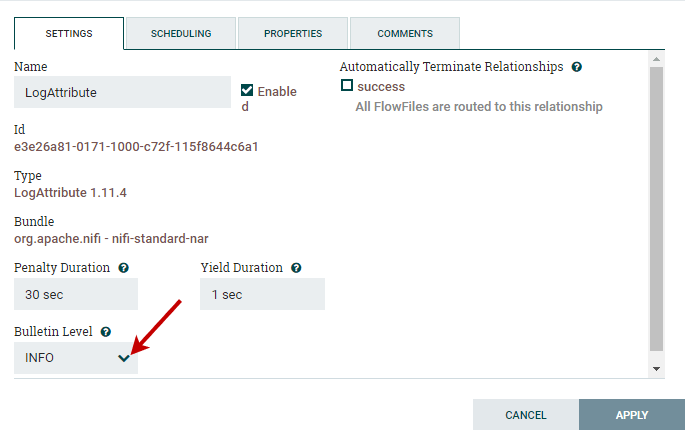 SETTINGS
SCHEDULING
PROPERTIES
COMMENTS
Name
LogAttribute
Enable
d
Id
e3e26a81-0171-1000-c72f-115f8644c6a1
Type
LogAttribute 1.11.4
Bundle
org.apache.nifi - nifi-standard-nar
Penalty Duration ?
Yield Duration ?
30 sec
1 sec
Bulletin Level ?
INFO
Automatically Terminate Relationships ?
success
All FlowFiles are routed to this relationship
CANCEL
APPLY